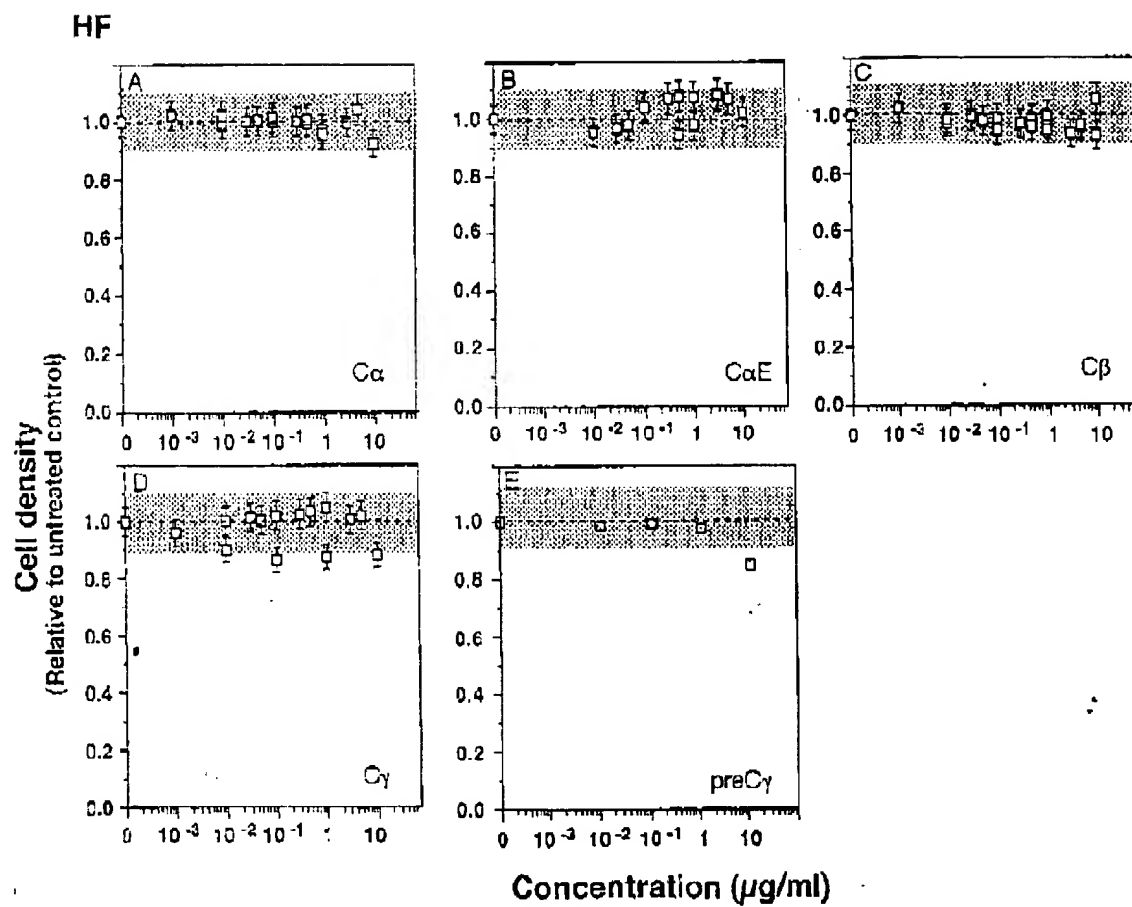 HF
A
B
C
1.0
0.8
0.6
0.4
0.2
0.0
Cα
0 10⁻³ 10⁻² 10⁻¹ 1 10
1.0
0.8
0.6
0.4
0.2
0.0
CαE
0 10⁻³ 10⁻² 10⁻¹ 1 10
1.0
0.8
0.6
0.4
0.2
0.0
Cβ
0 10⁻³ 10⁻² 10⁻¹ 1 10
Cell density
(Relative to untreated control)
D
E
1.0
0.8
0.6
0.4
0.2
0.0
Cγ
0 10⁻³ 10⁻² 10⁻¹ 1 10
1.0
0.8
0.6
0.4
0.2
0.0
preCγ
0 10⁻³ 10⁻² 10⁻¹ 1 10
Concentration (µg/ml)